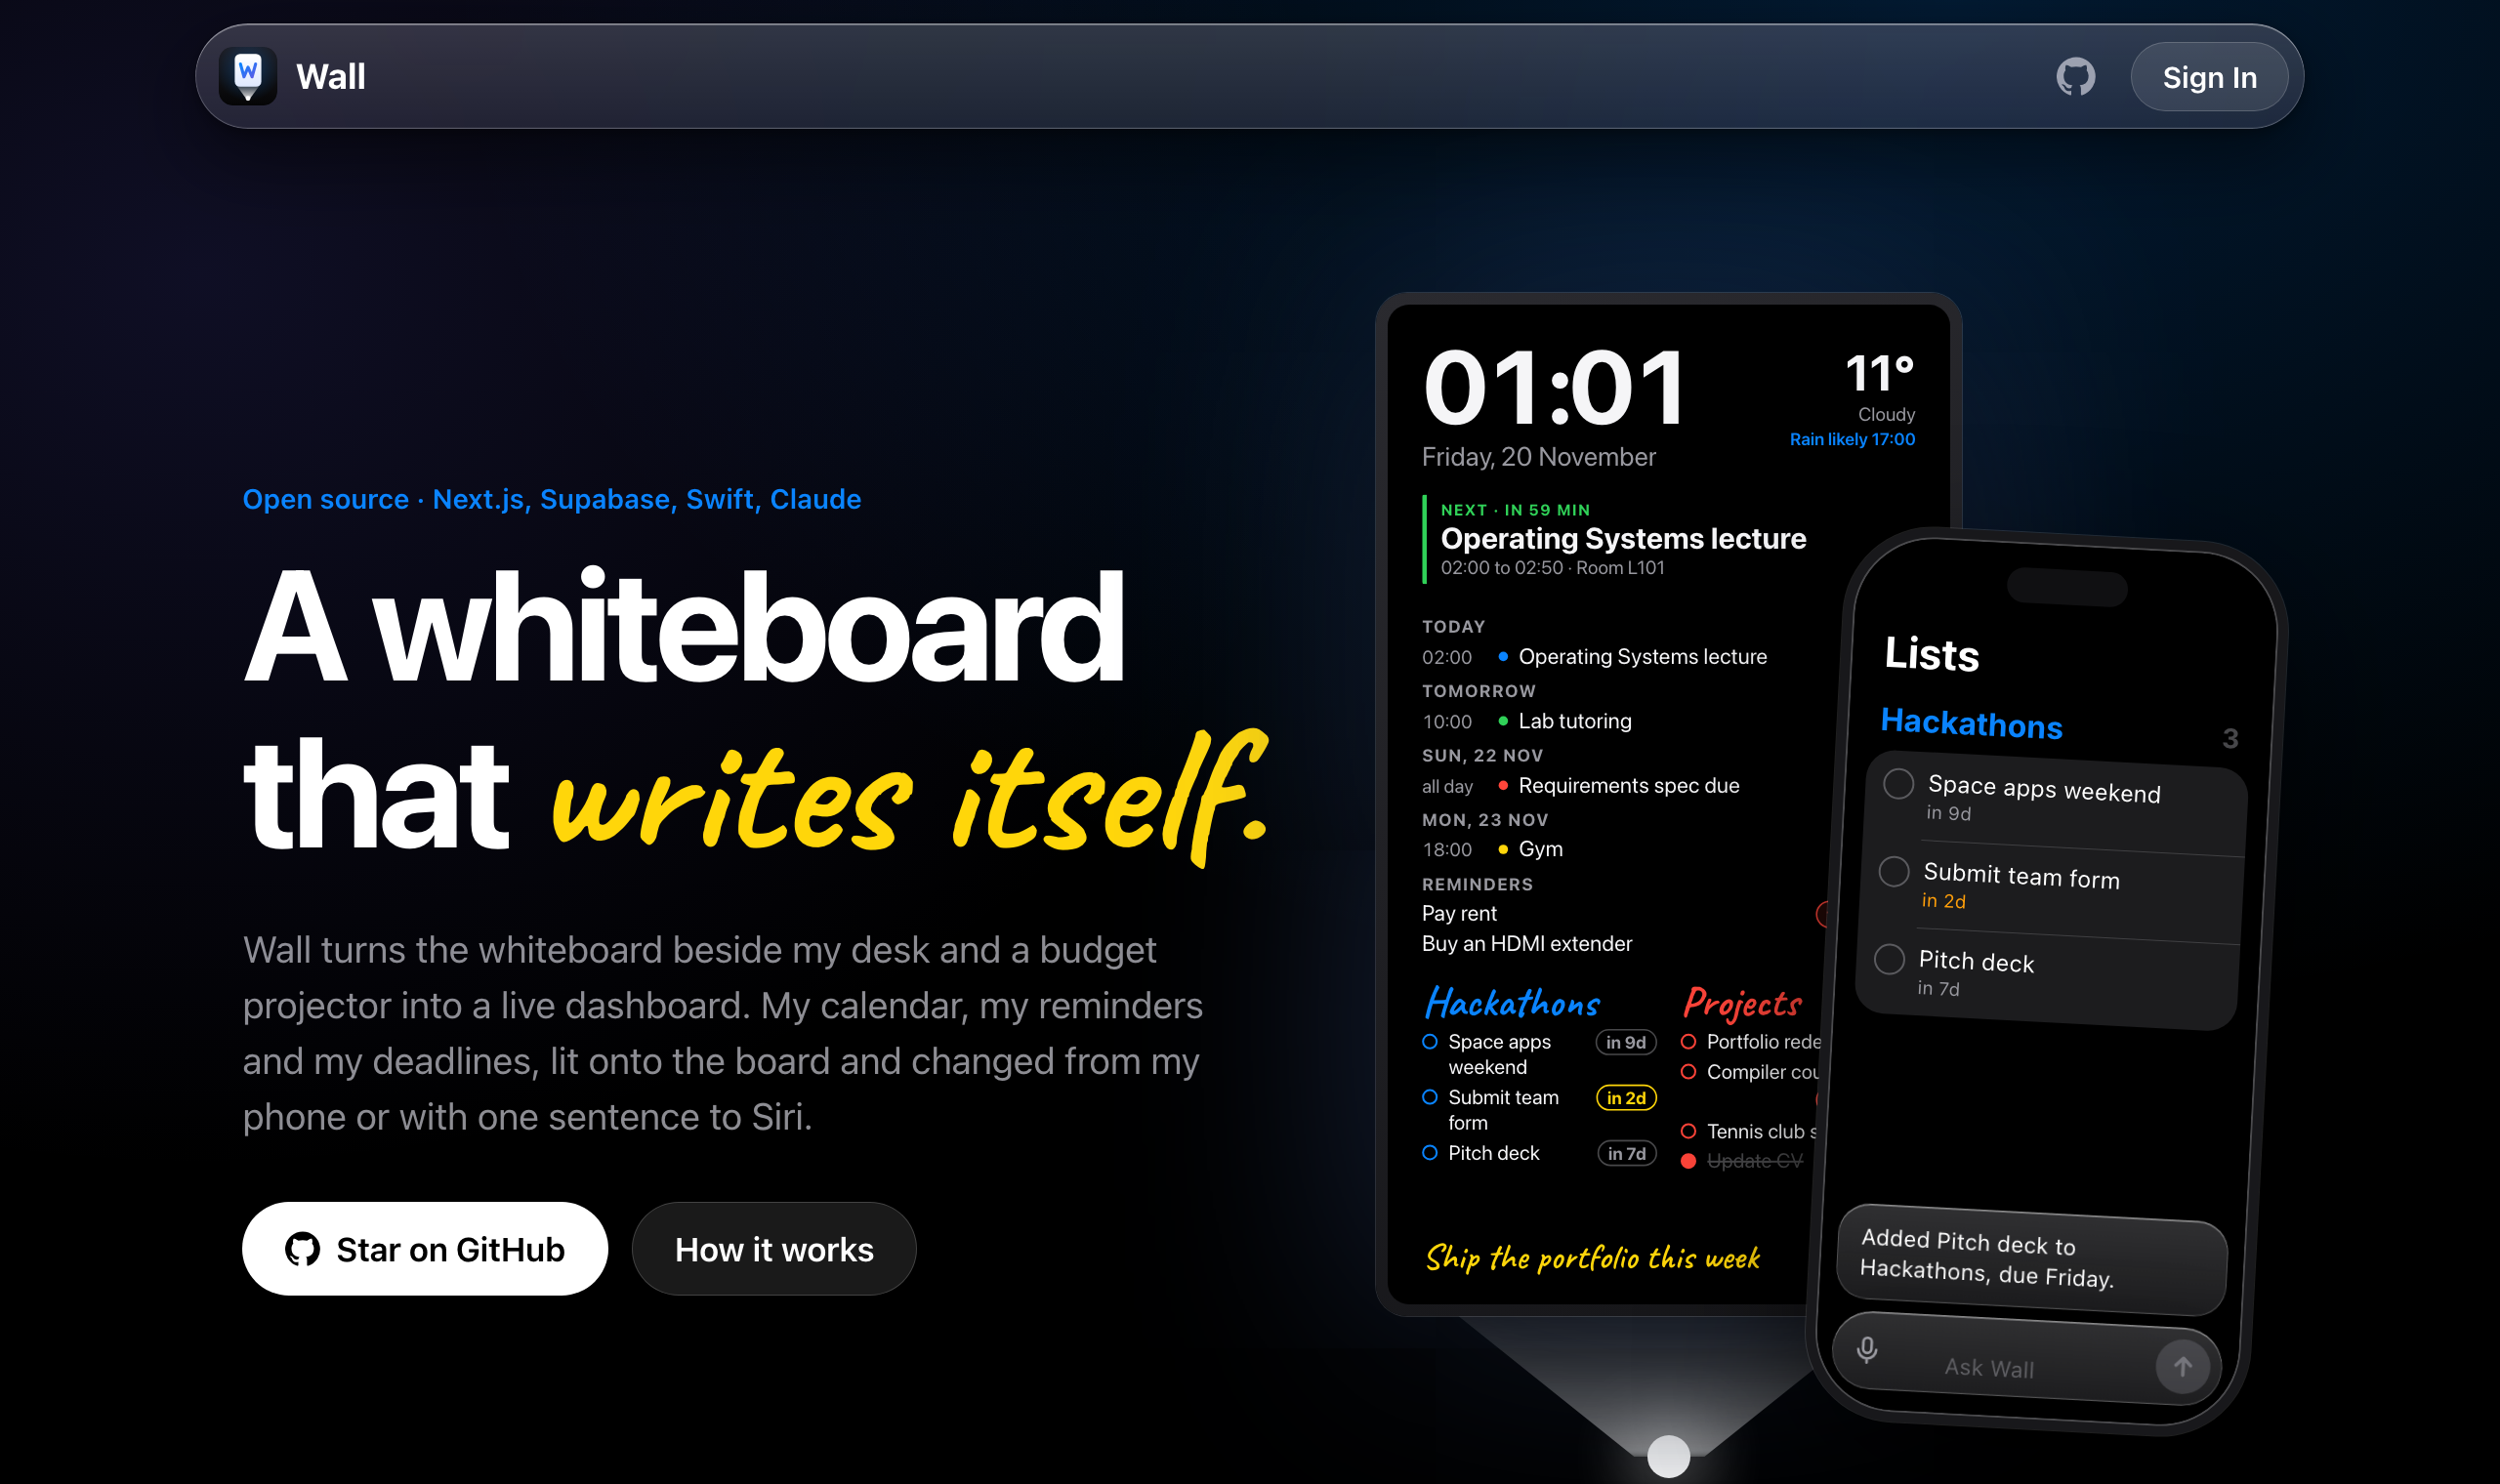 W
Wall
Sign In
Open source · Next.js, Supabase, Swift, Claude
A whiteboard
that writes itself.
Wall turns the whiteboard beside my desk and a budget
projector into a live dashboard. My calendar, my reminders
and my deadlines, lit onto the board and changed from my
phone or with one sentence to Siri.
Star on GitHub
How it works
01:01
Friday, 20 November
11°
Cloudy
Rain likely 17:00
NEXT · IN 59 MIN
Operating Systems lecture
02:00 to 02:50 · Room L101
TODAY
02:00 Operating Systems lecture
TOMORROW
10:00 Lab tutoring
SUN, 22 NOV
all day Requirements spec due
MON, 23 NOV
18:00 Gym
REMINDERS
Pay rent
Buy an HDMI extender
Hackathons
Space apps in 9d
weekend
Submit team in 2d
form
Pitch deck in 7d
Projects
Portfolio rede
Compiler cou
Tennis club s
Update CV
Ship the portfolio this week
Lists
Hackathons 3
Space apps weekend
in 9d
Submit team form
in 2d
Pitch deck
in 7d
Added Pitch deck to
Hackathons, due Friday.
Ask Wall